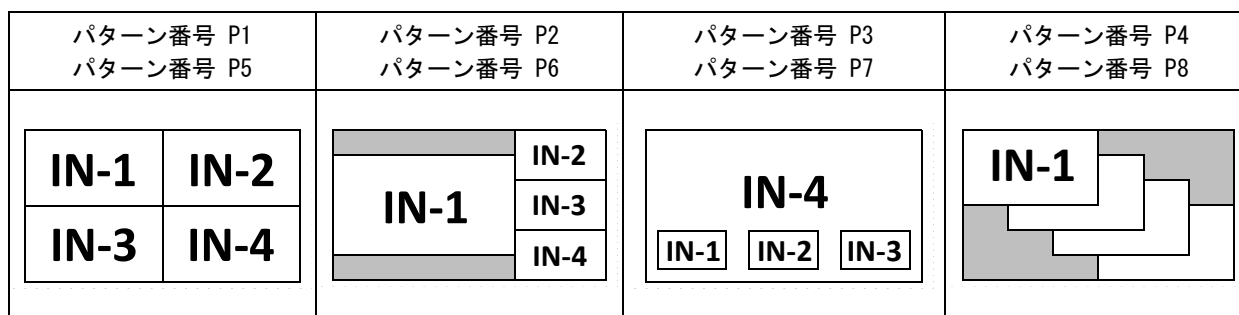 パターン番号 P1
パターン番号 P5
パターン番号 P2
パターン番号 P6
パターン番号 P3
パターン番号 P7
パターン番号 P4
パターン番号 P8
IN-1 IN-2
IN-3 IN-4
IN-1
IN-2
IN-3
IN-4
IN-4
IN-1 IN-2 IN-3
IN-1